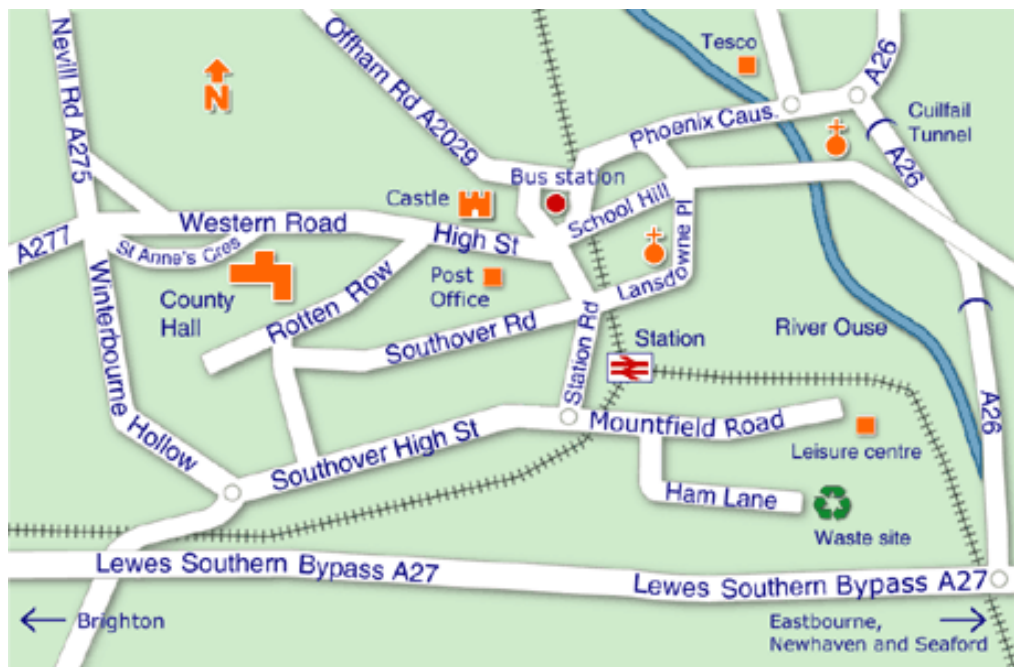 Nevill Rd A275
Offham Rd A2029
Tesco
A26
Phoenix Caus.
Cuilfail
Tunnel
A26
N
Bus station
Castle
School Hill
Western Road
High St
A277
St Anne's Cres
Lansdowne Pl
County
Hall
Post
Office
Rotten Row
Winterbourne Hollow
Southover Rd
Station Rd
Station
River Ouse
A26
Southover High St
Mountfield Road
Leisure centre
Ham Lane
Waste site
Lewes Southern Bypass A27
Lewes Southern Bypass A27
Brighton
Eastbourne,
Newhaven and Seaford